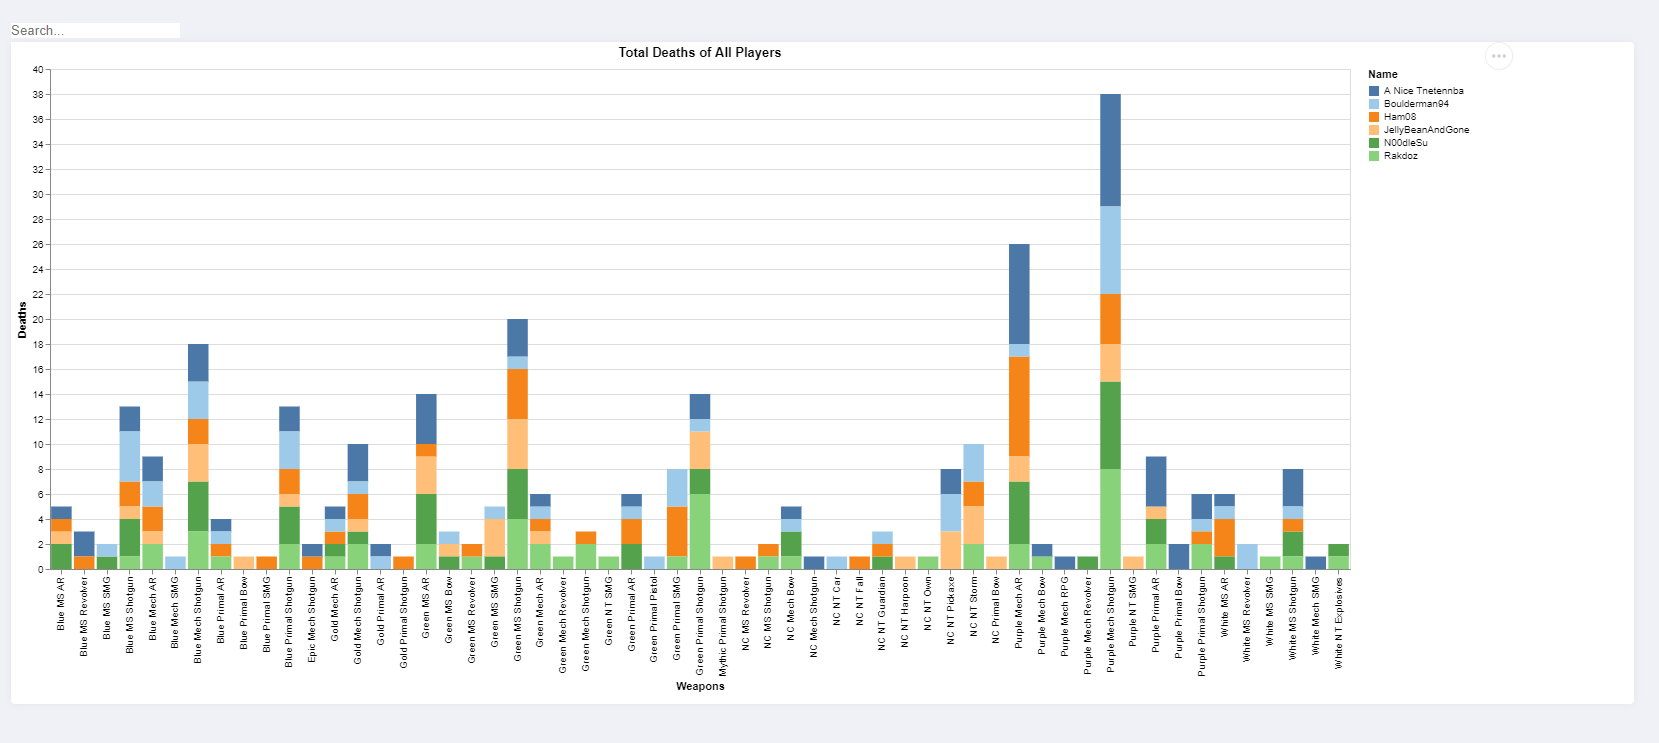 Search...
Total Deaths of All Players
Name
A Nice Tnetennba
Boulderman94
Ham08
JellyBeanAndGone
N00dleSu
Rakdoz
40
38
36
34
32
30
28
26
24
22
20
18
16
14
12
10
8
6
4
2
0
Deaths
Blue MS AR
Blue MS Revolver
Blue MS SMG
Blue MS Shotgun
Blue Mech AR
Blue Mech SMG
Blue Mech Shotgun
Blue Primal AR
Blue Primal Bow
Blue Primal SMG
Blue Primal Shotgun
Epic Mech Shotgun
Gold Mech AR
Gold Mech Shotgun
Gold Primal AR
Gold Primal Shotgun
Green MS AR
Green MS Bow
Green MS Revolver
Green MS SMG
Green MS Shotgun
Green Mech AR
Green Mech Revolver
Green Mech Shotgun
Green NT SMG
Green Primal AR
Green Primal Pistol
Green Primal SMG
Green Primal Shotgun
Mythic Primal Shotgun
NC MS Revolver
NC MS Shotgun
NC Mech Bow
NC Mech Shotgun
NC NT Car
NC NT Fall
NC NT Guardian
NC NT Harpoon
NC NT Own
NC NT Pickaxe
NC NT Storm
NC Primal Bow
Purple Mech AR
Purple Mech Bow
Purple Mech RPG
Purple Mech Revolver
Purple Mech Shotgun
Purple NT SMG
Purple Primal AR
Purple Primal Bow
Purple Primal Shotgun
White MS AR
White MS Revolver
White MS SMG
White MS Shotgun
White Mech SMG
White NT Explosives
Weapons